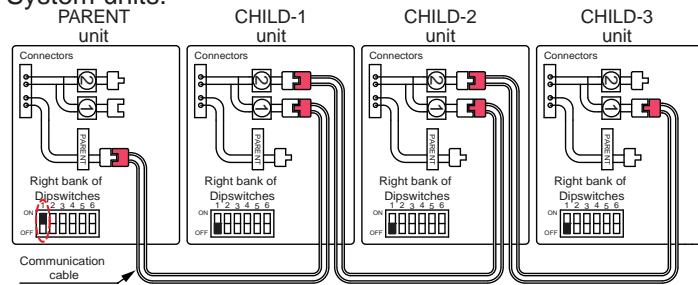 System units.
PARENT
unit
CHILD-1
unit
CHILD-2
unit
CHILD-3
unit
Connectors
2
1
PARENT
Right bank of
Dipswitches
1 2 3 4 5 6
ON
OFF
Connectors
2
1
PARENT
Right bank of
Dipswitches
1 2 3 4 5 6
ON
OFF
Connectors
2
1
PARENT
Right bank of
Dipswitches
1 2 3 4 5 6
ON
OFF
Connectors
2
1
PARENT
Right bank of
Dipswitches
1 2 3 4 5 6
ON
OFF
Communication
cable